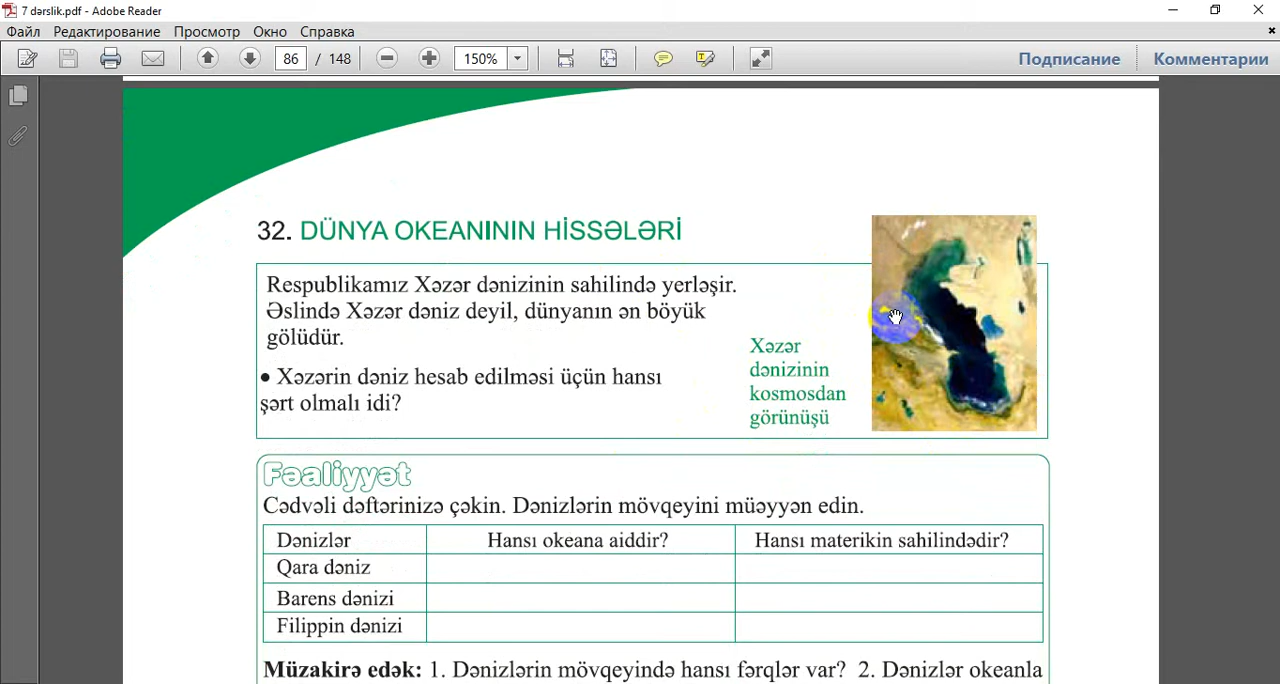 7 dərslik.pdf - Adobe Reader
Файл Редактирование Просмотр Окно Справка
86 / 148 150% Подписание Комментарии
32. DÜNYA OKEANININ HİSSƏLƏRİ
Respublikamız Xəzər dənizinin sahilində yerləşir.
Əslində Xəzər dəniz deyil, dünyanın ən böyük
gölüdür.
• Xəzərin dəniz hesab edilməsi üçün hansı
şərt olmalı idi?
Xəzər
dənizinin
kosmosdan
görünüşü
Fəaliyyət
Cədvəli dəftərinizə çəkin. Dənizlərin mövqeyini müəyyən edin.
Dənizlər Hansı okeana aiddir? Hansı materikin sahilindədir?
Qara dəniz
Barens dənizi
Filippin dənizi
Müzakirə edək: 1. Dənizlərin mövqeyində hansı fərqlər var? 2. Dənizlər okeanla